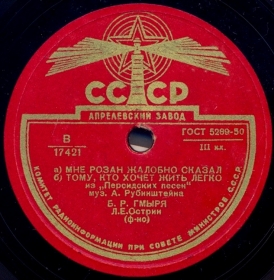 СССР
АПРЕЛЕВСКИЙ ЗАВОД
В
17421
ГОСТ 5289-50
III кл.
а) МНЕ РОЗАН ЖАЛОБНО СКАЗАЛ
б) ТОМУ, КТО ХОЧЕТ ЖИТЬ ЛЕГКО
из „Персидских песен"
муз. А. Рубинштейна
Б. Р. ГМЫРЯ
Л.Е.Острин
(ф-но)
КОМИТЕТ РАДИОИНФОРМАЦИИ ПРИ СОВЕТЕ МИНИСТРОВ СССР